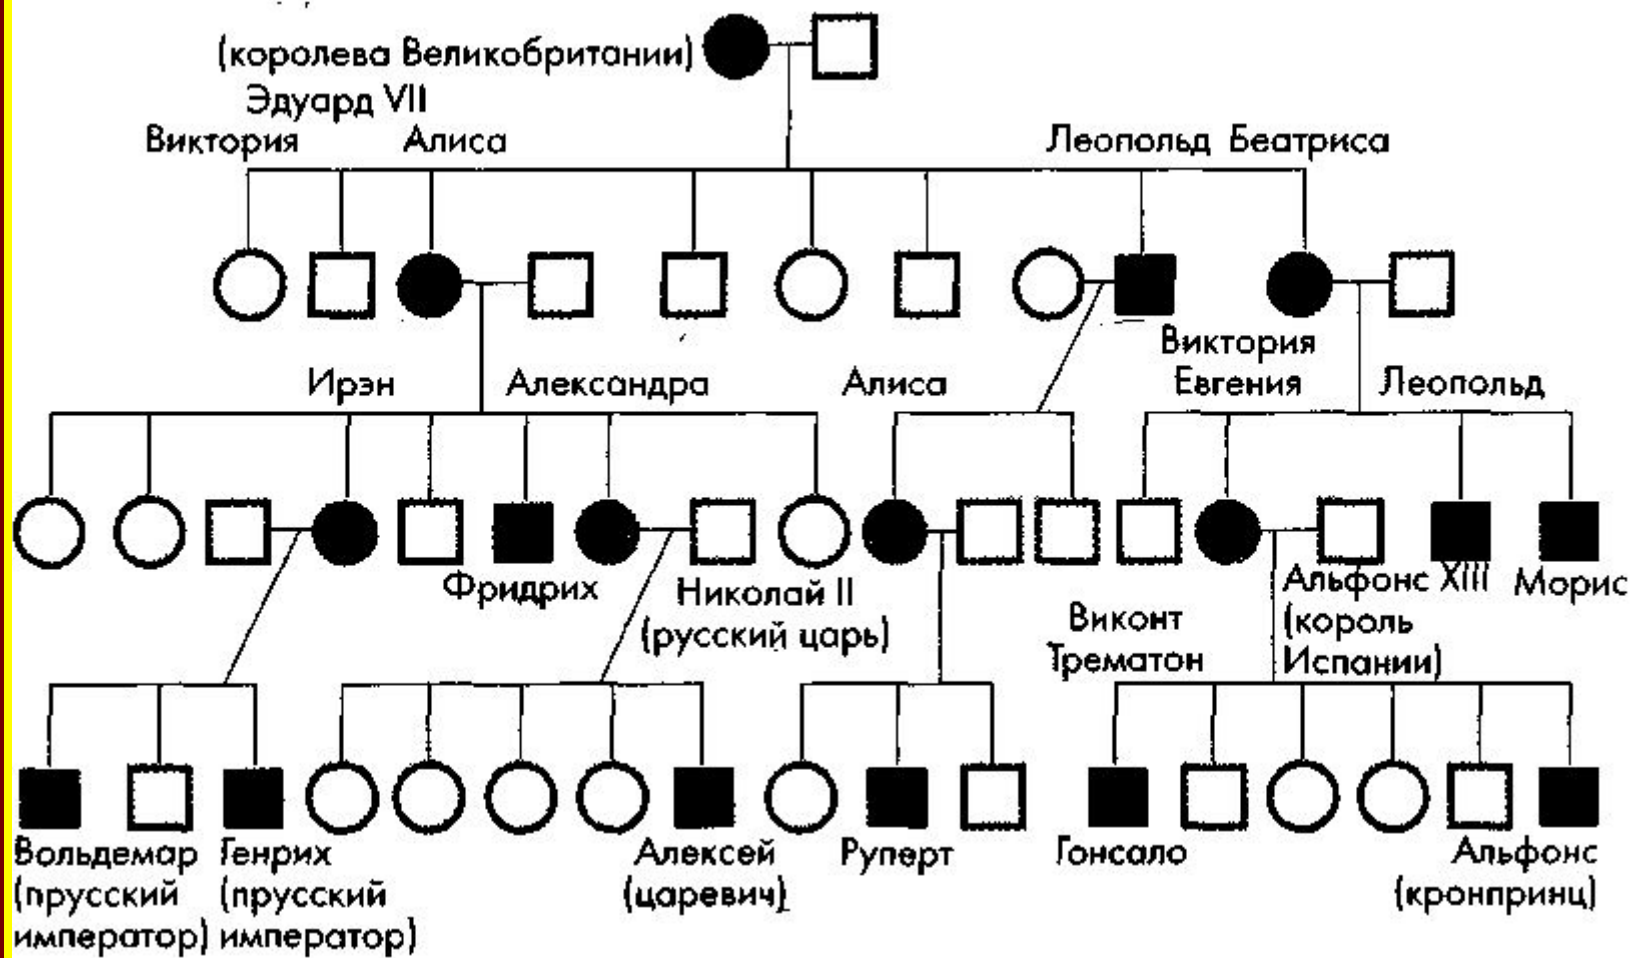 (королева Великобритании)
Эдуард VII
Виктория
Алиса
Леопольд Беатриса
Ирэн
Александра
Алиса
Виктория
Евгения
Леопольд
Фридрих
Николай II
(русский царь)
Виконт
Трематон
Альфонс XIII
(король
Испании)
Морис
Вольдемар
(прусский
император)
Генрих
(прусский
император)
Алексей
(царевич)
Руперт
Гонсало
Альфонс
(кронпринц)